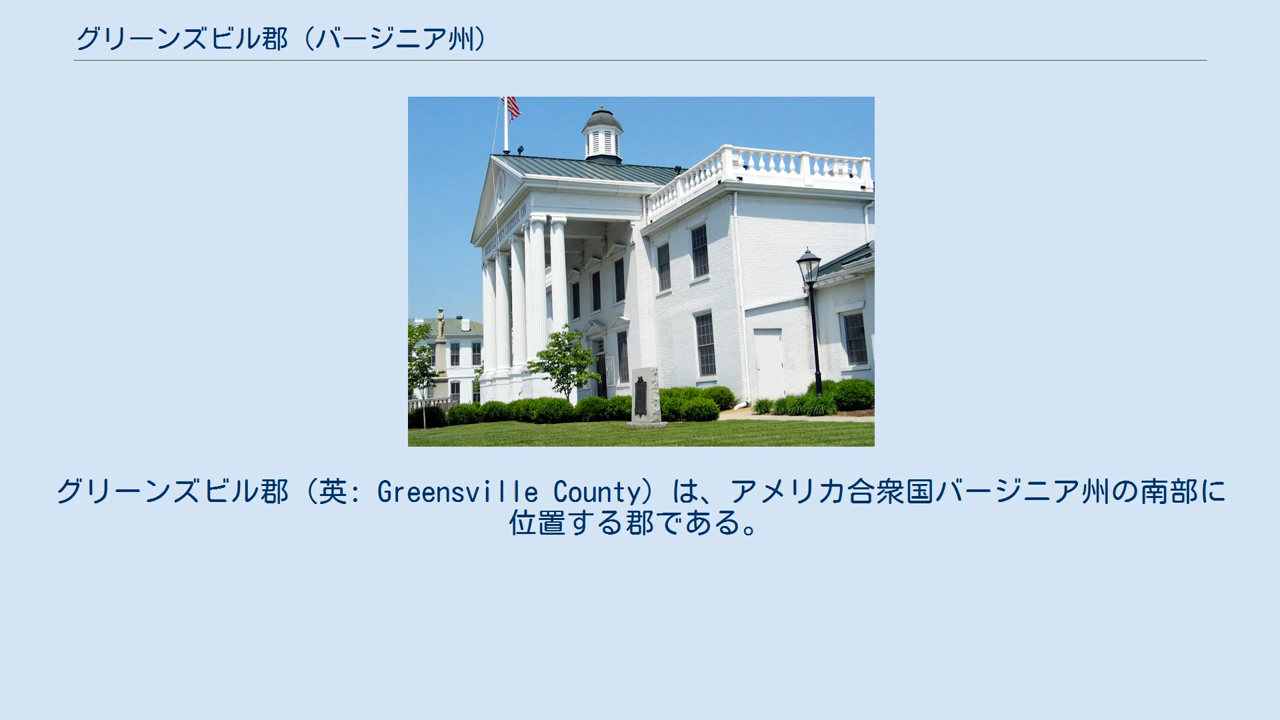 グリーンズビル郡（バージニア州）
グリーンズビル郡（英: Greensville County）は、アメリカ合衆国バージニア州の南部に
位置する郡である。